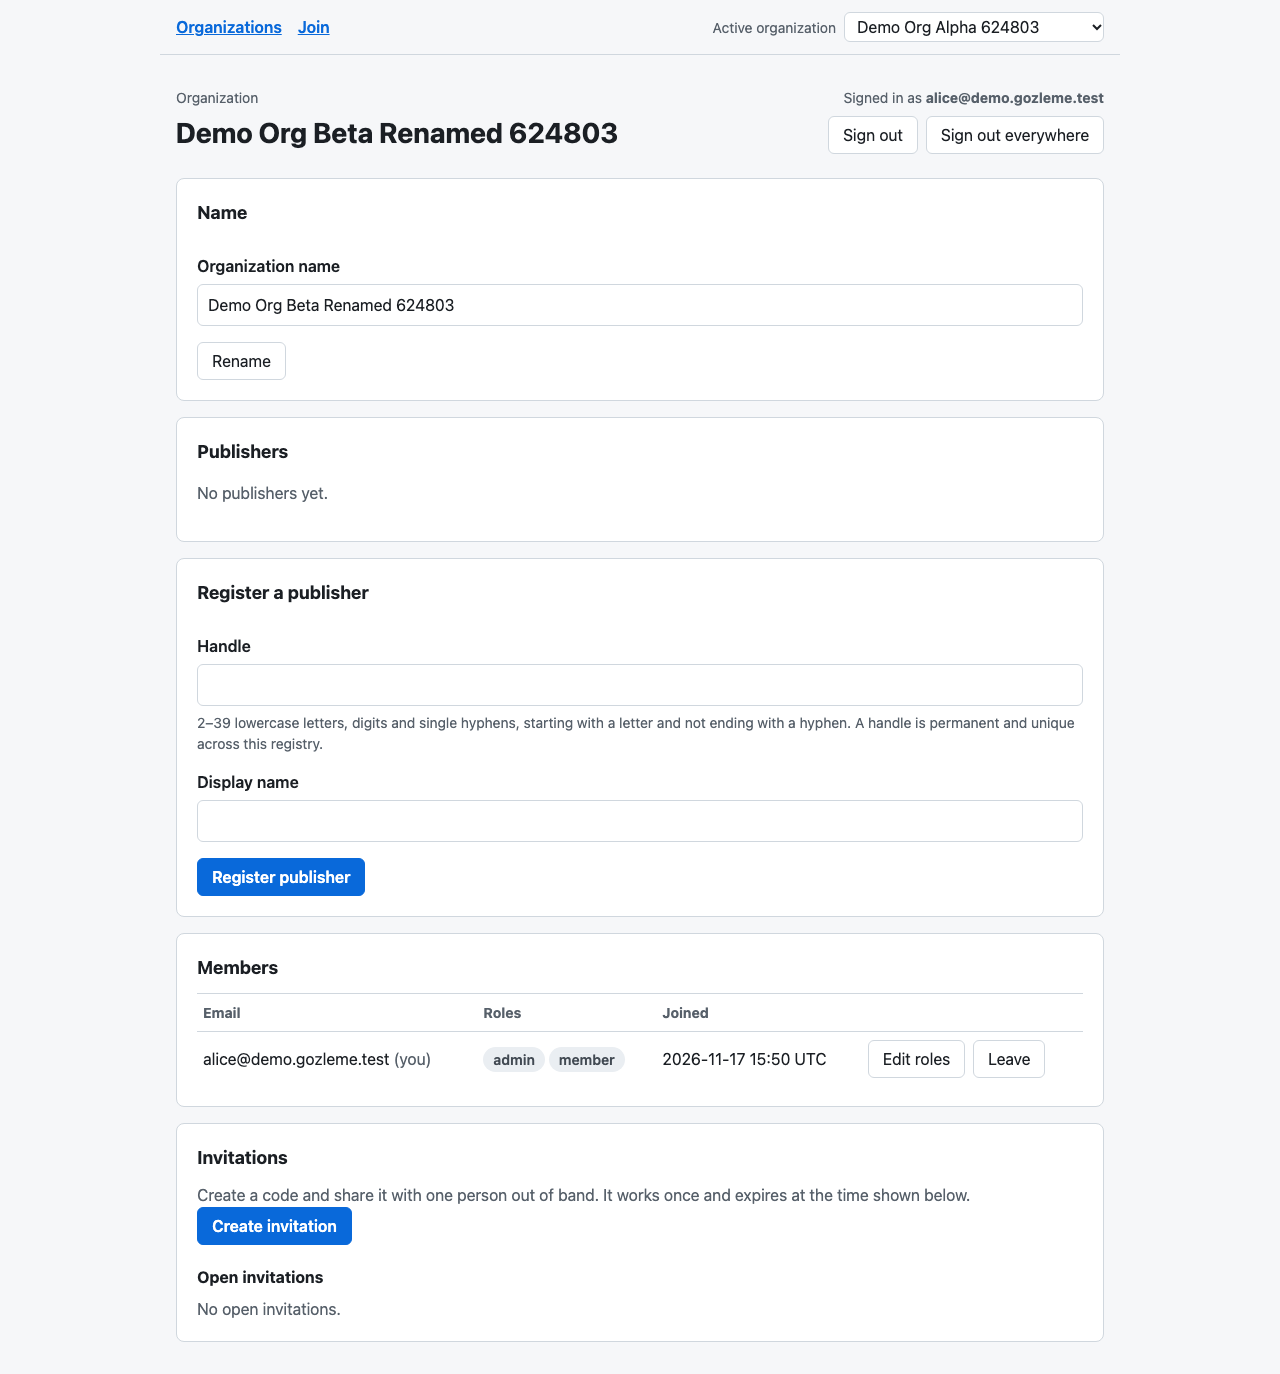 Organizations Join Active organization Demo Org Alpha 624803
Organization
Signed in as alice@demo.gozleme.test
Demo Org Beta Renamed 624803
Sign out Sign out everywhere
Name
Organization name
Demo Org Beta Renamed 624803
Rename
Publishers
No publishers yet.
Register a publisher
Handle
2–39 lowercase letters, digits and single hyphens, starting with a letter and not ending with a hyphen. A handle is permanent and unique
across this registry.
Display name
Register publisher
Members
Email Roles Joined
alice@demo.gozleme.test (you) admin member 2026-11-17 15:50 UTC Edit roles Leave
Invitations
Create a code and share it with one person out of band. It works once and expires at the time shown below.
Create invitation
Open invitations
No open invitations.